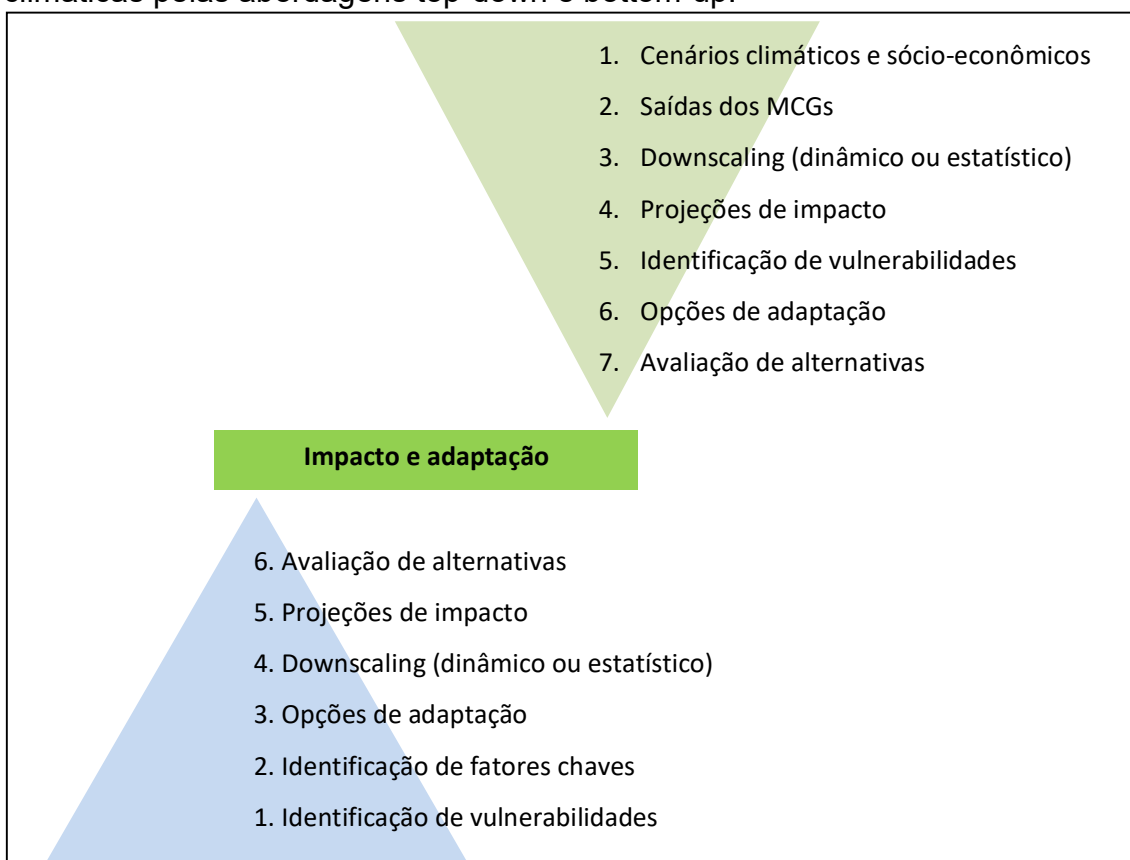 climáticas pelas abordagens top-down e bottom-up.
1. Cenários climáticos e sócio-econômicos
2. Saídas dos MCGs
3. Downscaling (dinâmico ou estatístico)
4. Projeções de impacto
5. Identificação de vulnerabilidades
6. Opções de adaptação
7. Avaliação de alternativas
Impacto e adaptação
6. Avaliação de alternativas
5. Projeções de impacto
4. Downscaling (dinâmico ou estatístico)
3. Opções de adaptação
2. Identificação de fatores chaves
1. Identificação de vulnerabilidades